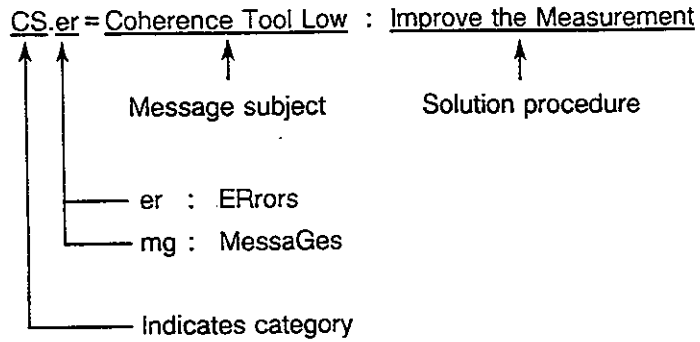 CS.er = Coherence Tool Low : Improve the Measurement
Message subject Solution procedure
er : ERrors
mg : MessaGes
Indicates category